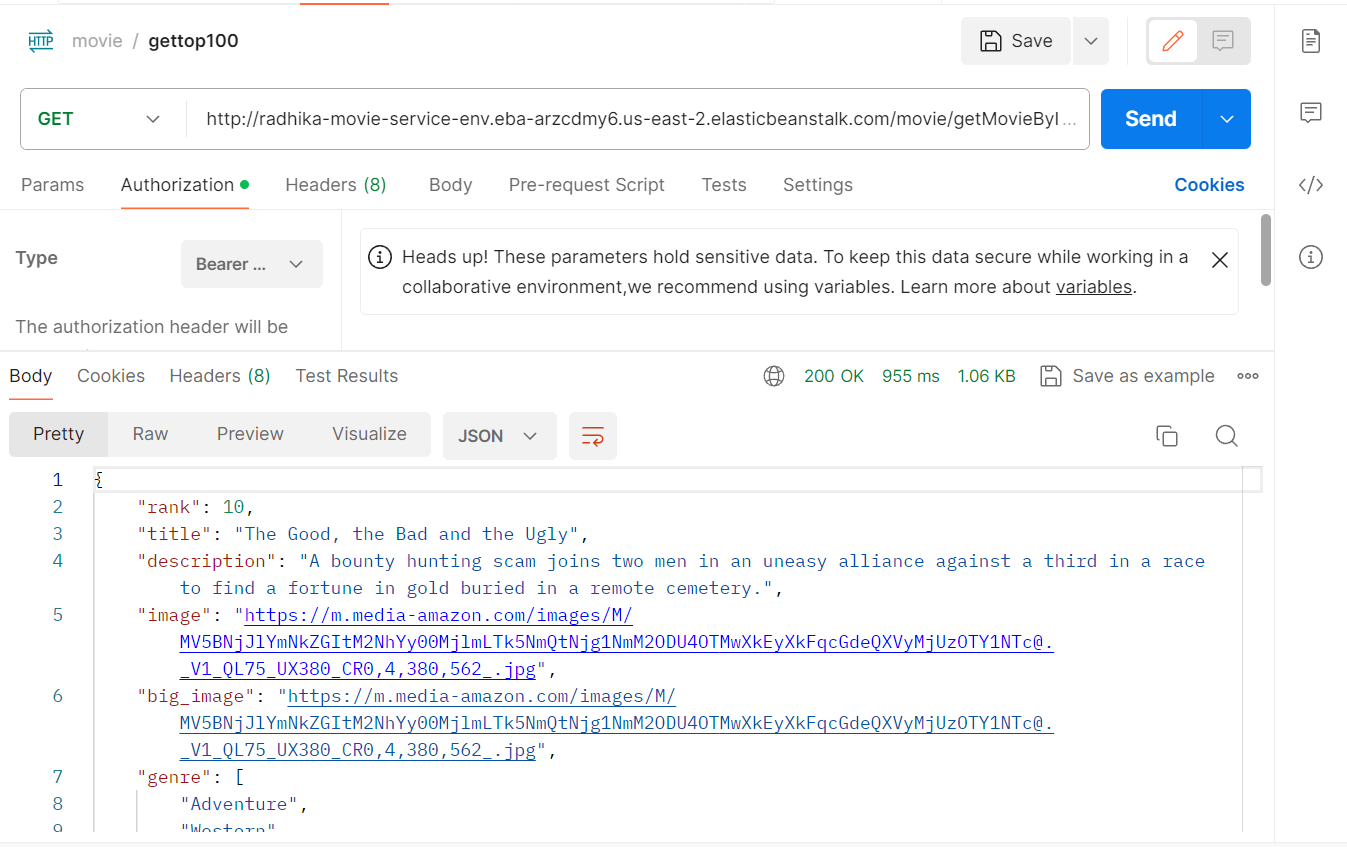 HTTP movie / gettop100 Save
GET http://radhika-movie-service-env.eba-arzcdmy6.us-east-2.elasticbeanstalk.com/movie/getMovieByI ... Send
Params Authorization Headers (8) Body Pre-request Script Tests Settings Cookies </>
Type Bearer ...
Heads up! These parameters hold sensitive data. To keep this data secure while working in a
collaborative environment,we recommend using variables. Learn more about variables.
The authorization header will be
Body Cookies Headers (8) Test Results 200 OK 955 ms 1.06 KB Save as example
Pretty Raw Preview Visualize JSON
1 {
2 "rank": 10,
3 "title": "The Good, the Bad and the Ugly",
4 "description": "A bounty hunting scam joins two men in an uneasy alliance against a third in a race
to find a fortune in gold buried in a remote cemetery.",
5 "image": "https://m.media-amazon.com/images/M/
MV5BNjJlYmNkZGItM2NhYy00MjlmLTk5NmQtNjg1NmM2ODU4OTMwXkEyXkFqcGdeQXVyMjUzOTY1NTc@.
_V1_QL75_UX380_CR0,4,380,562_.jpg",
6 "big_image": "https://m.media-amazon.com/images/M/
MV5BNjJlYmNkZGItM2NhYy00MjlmLTk5NmQtNjg1NmM2ODU4OTMwXkEyXkFqcGdeQXVyMjUzOTY1NTc@.
_V1_QL75_UX380_CR0,4,380,562_.jpg",
7 "genre": [
8 "Adventure",
9 "Western"